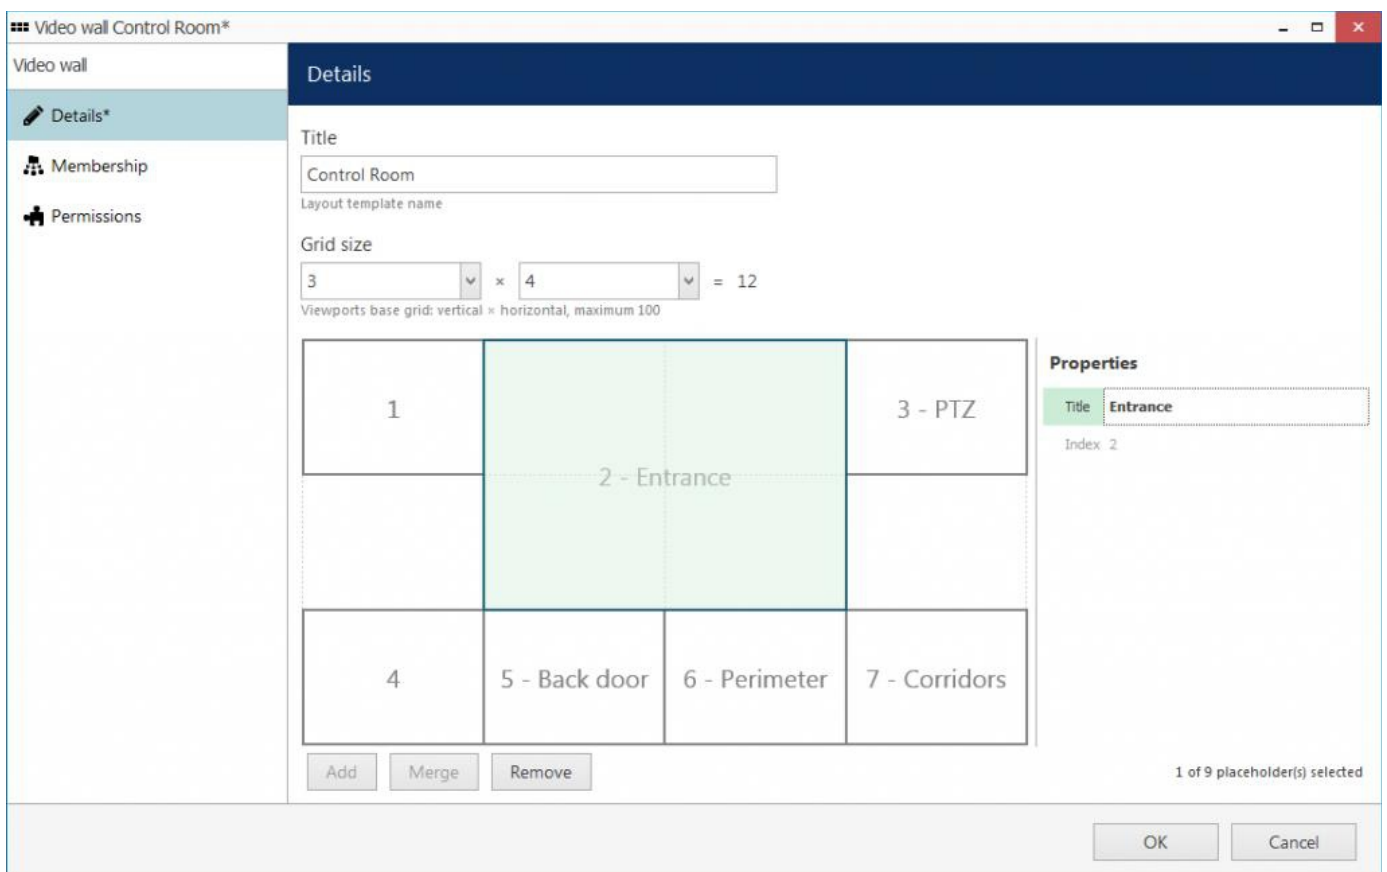 Video wall Control Room*
Video wall
Details*
Membership
Permissions
Details
Title
Control Room
Layout template name
Grid size
3 × 4 = 12
Viewports base grid: vertical × horizontal, maximum 100
1
2 - Entrance
3 - PTZ
4
5 - Back door
6 - Perimeter
7 - Corridors
Properties
Title Entrance
Index 2
Add
Merge
Remove
1 of 9 placeholder(s) selected
OK
Cancel